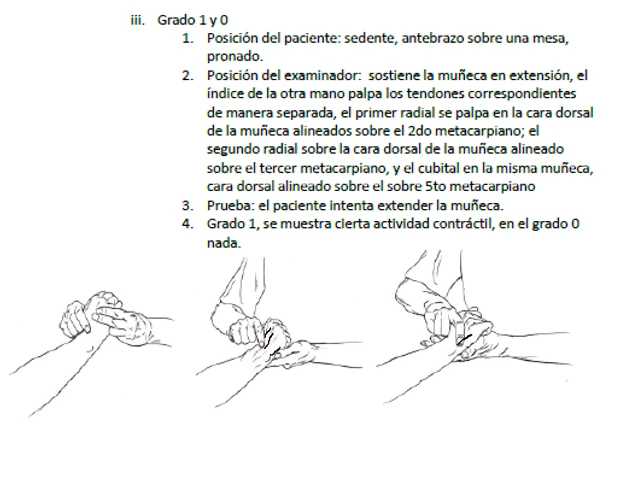 iii. Grado 1 y 0
1. Posición del paciente: sedente, antebrazo sobre una mesa,
pronado.
2. Posición del examinador: sostiene la muñeca en extensión, el
índice de la otra mano palpa los tendones correspondientes
de manera separada, el primer radial se palpa en la cara dorsal
de la muñeca alineados sobre el 2do metacarpiano; el
segundo radial sobre la cara dorsal de la muñeca alineado
sobre el tercer metacarpiano, y el cubital en la misma muñeca,
cara dorsal alineado sobre el sobre 5to metacarpiano
3. Prueba: el paciente intenta extender la muñeca.
4. Grado 1, se muestra cierta actividad contráctil, en el grado 0
nada.